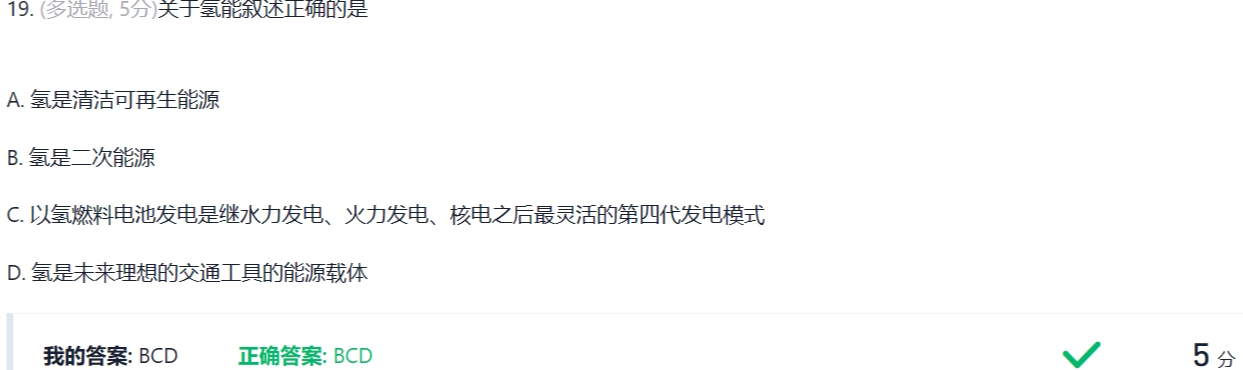 19. (多选题, 5分)关于氢能叙述正确的是
A. 氢是清洁可再生能源
B. 氢是二次能源
C. 以氢燃料电池发电是继水力发电、火力发电、核电之后最灵活的第四代发电模式
D. 氢是未来理想的交通工具的能源载体
我的答案: BCD 正确答案: BCD 5 分